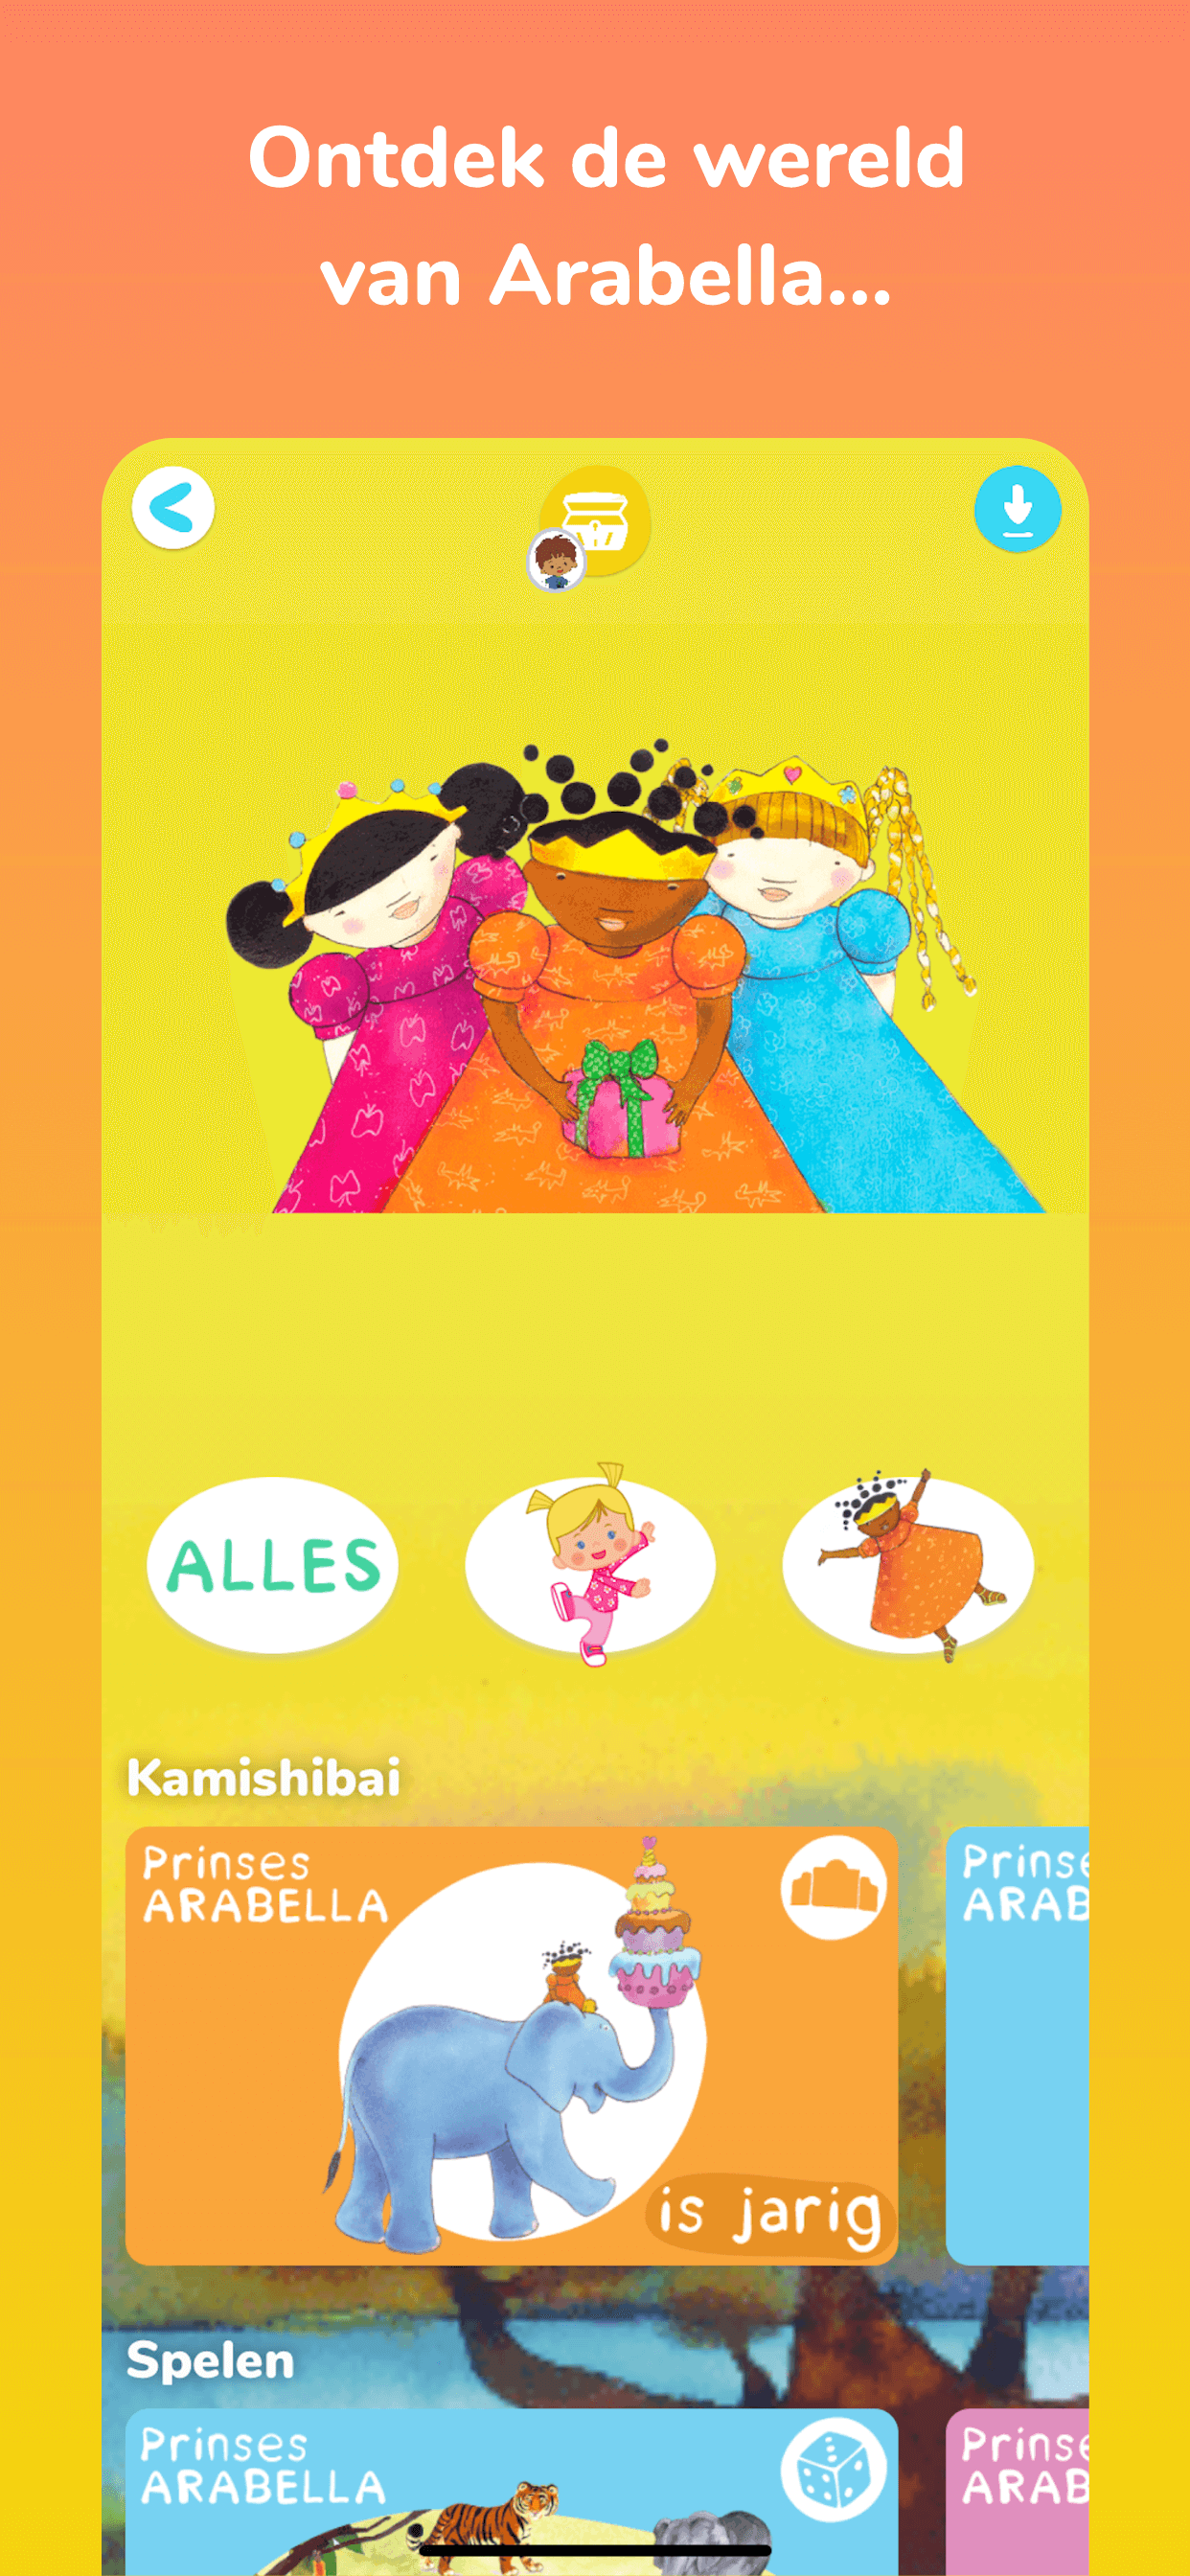 Ontdek de wereld
van Arabella...
ALLES
Kamishibai
Prinses
ARABELLA
is jarig
Prinse
ARAB
Spelen
Prinses
ARABELLA
Prinse
ARAB